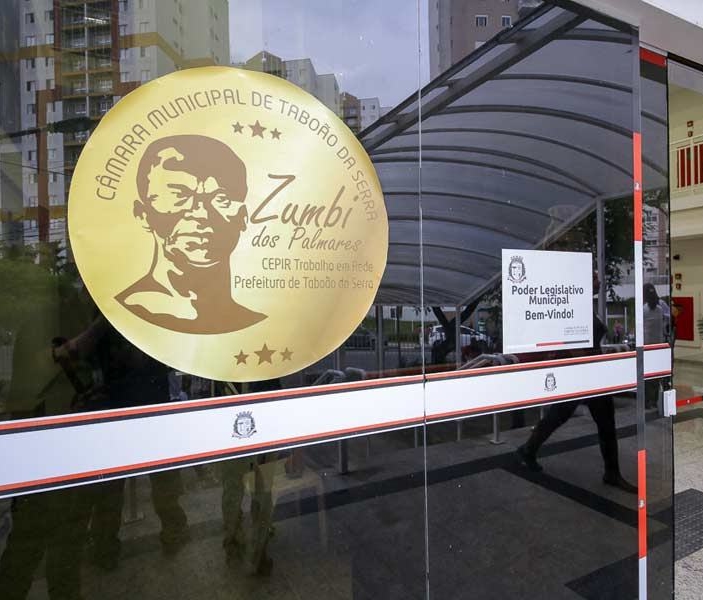 CÂMARA MUNICIPAL DE TABOÃO DA SERRA
Zumbi
dos Palmares
CEPIR Trabalho em Rede
Prefeitura de Taboão da Serra
Poder Legislativo
Municipal
Bem-Vindo!